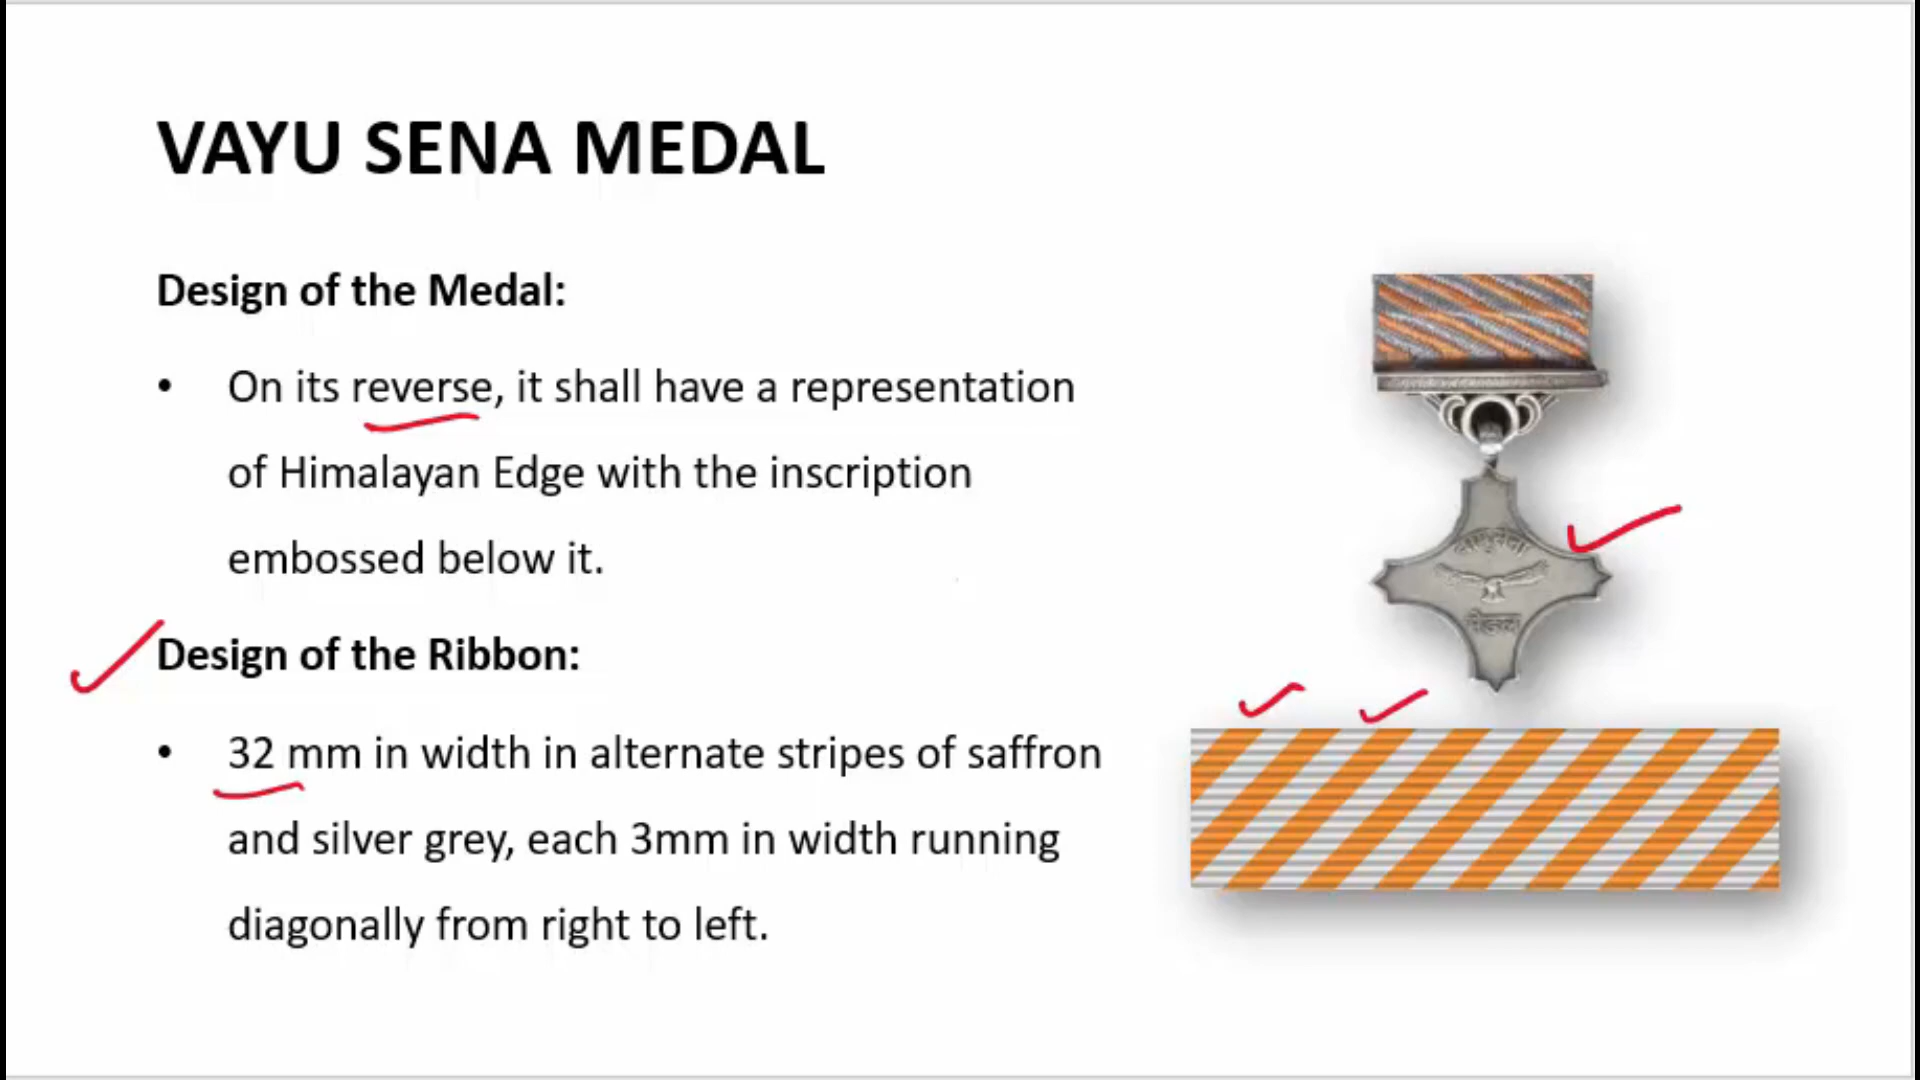 VAYU SENA MEDAL
Design of the Medal:
• On its reverse, it shall have a representation
of Himalayan Edge with the inscription
embossed below it.
Design of the Ribbon:
• 32 mm in width in alternate stripes of saffron
and silver grey, each 3mm in width running
diagonally from right to left.